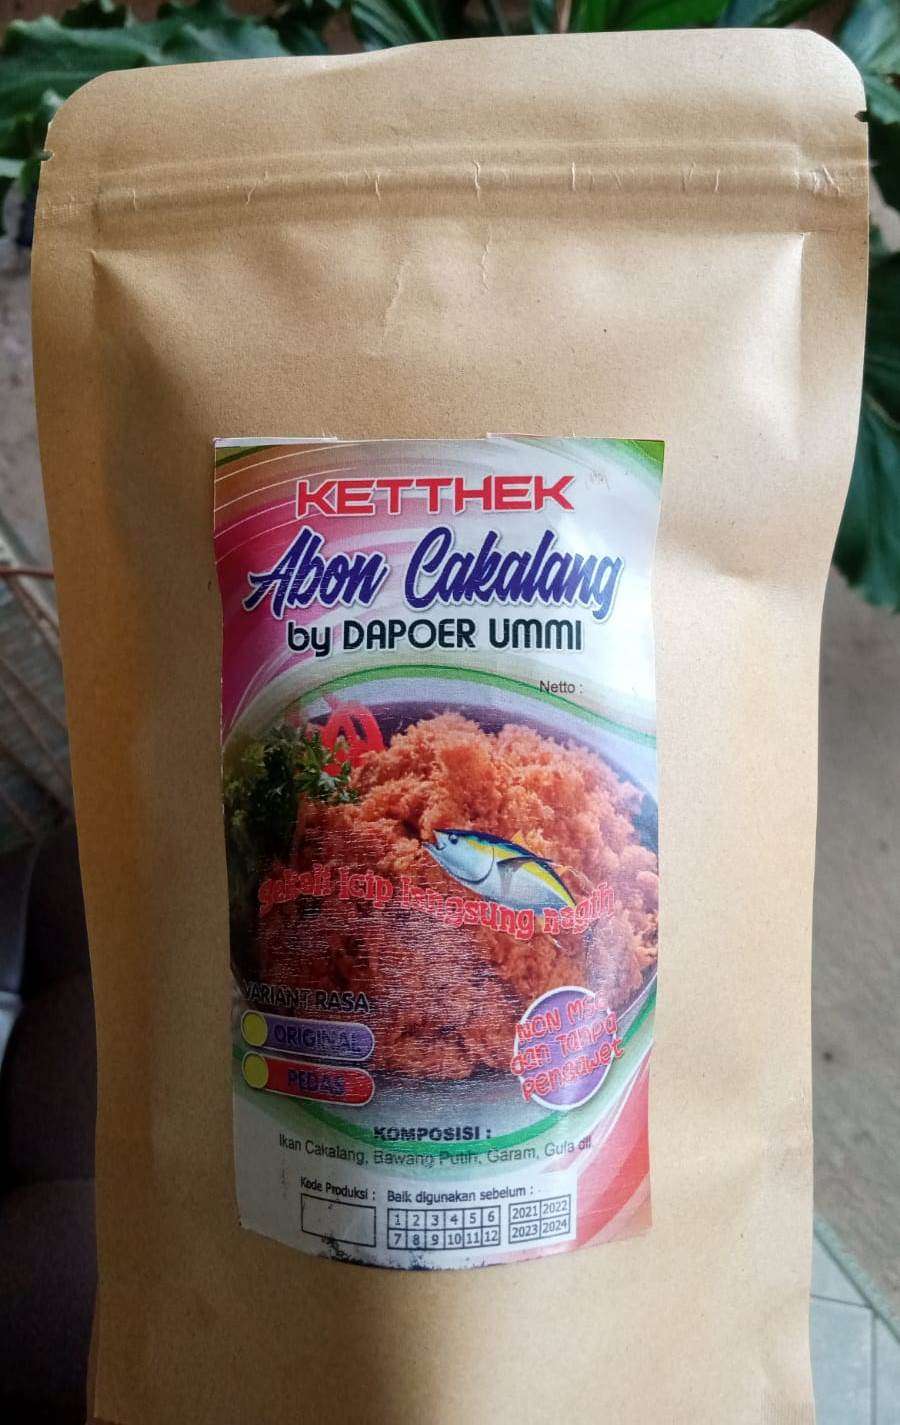 KETTHEK
Abon Cakalang
by DAPOER UMMI
Netto :
sekali icip langsung nagih
VARIANT RASA
ORIGINAL
PEDAS
NON MSG
dan Tanpa
Pengawet
KOMPOSISI :
Ikan Cakalang, Bawang Putih, Garam, Gula dll
Kode Produksi : Baik digunakan sebelum :
1 2 3 4 5 6 2021 2022
7 8 9 10 11 12 2023 2024